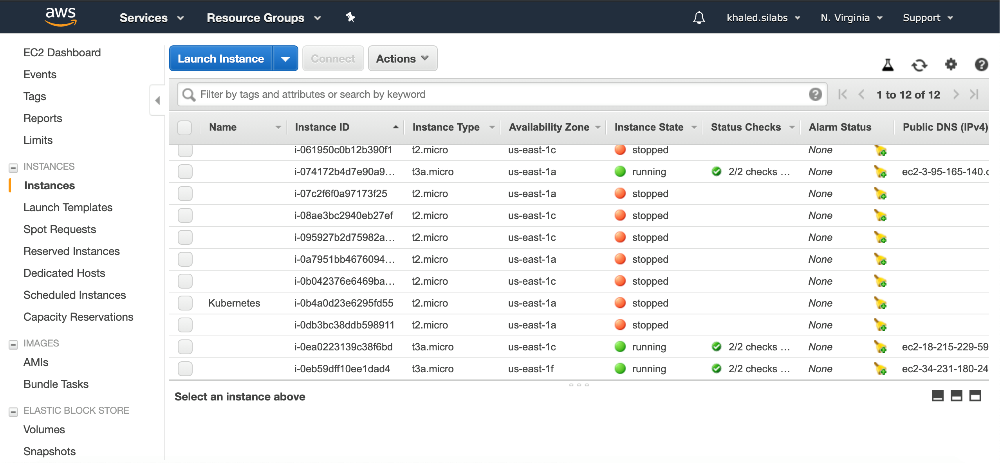 aws Services Resource Groups khaled.silabs N. Virginia Support
EC2 Dashboard
Events
Tags
Reports
Limits
INSTANCES
Instances
Launch Templates
Spot Requests
Reserved Instances
Dedicated Hosts
Scheduled Instances
Capacity Reservations
IMAGES
AMIs
Bundle Tasks
ELASTIC BLOCK STORE
Volumes
Snapshots
Launch Instance Connect Actions
Filter by tags and attributes or search by keyword 1 to 12 of 12
Name Instance ID Instance Type Availability Zone Instance State Status Checks Alarm Status Public DNS (IPv4)
i-061950c0b12b390f1 t2.micro us-east-1c stopped None
i-074172b4d7e90a9... t3a.micro us-east-1a running 2/2 checks ... None ec2-3-95-165-140.c
i-07c2f6f0a97173f25 t2.micro us-east-1a stopped None
i-08ae3bc2940eb27ef t2.micro us-east-1c stopped None
i-095927b2d75982a... t2.micro us-east-1c stopped None
i-0a7951bb4676094... t2.micro us-east-1a stopped None
i-0b042376e6469ba... t2.micro us-east-1c stopped None
Kubernetes i-0b4a0d23e6295fd55 t2.micro us-east-1a stopped None
i-0db3bc38ddb598911 t2.micro us-east-1a stopped None
i-0ea0223139c38f6bd t3a.micro us-east-1c running 2/2 checks ... None ec2-18-215-229-59
i-0eb59dff10ee1dad4 t3a.micro us-east-1f running 2/2 checks ... None ec2-34-231-180-24
Select an instance above